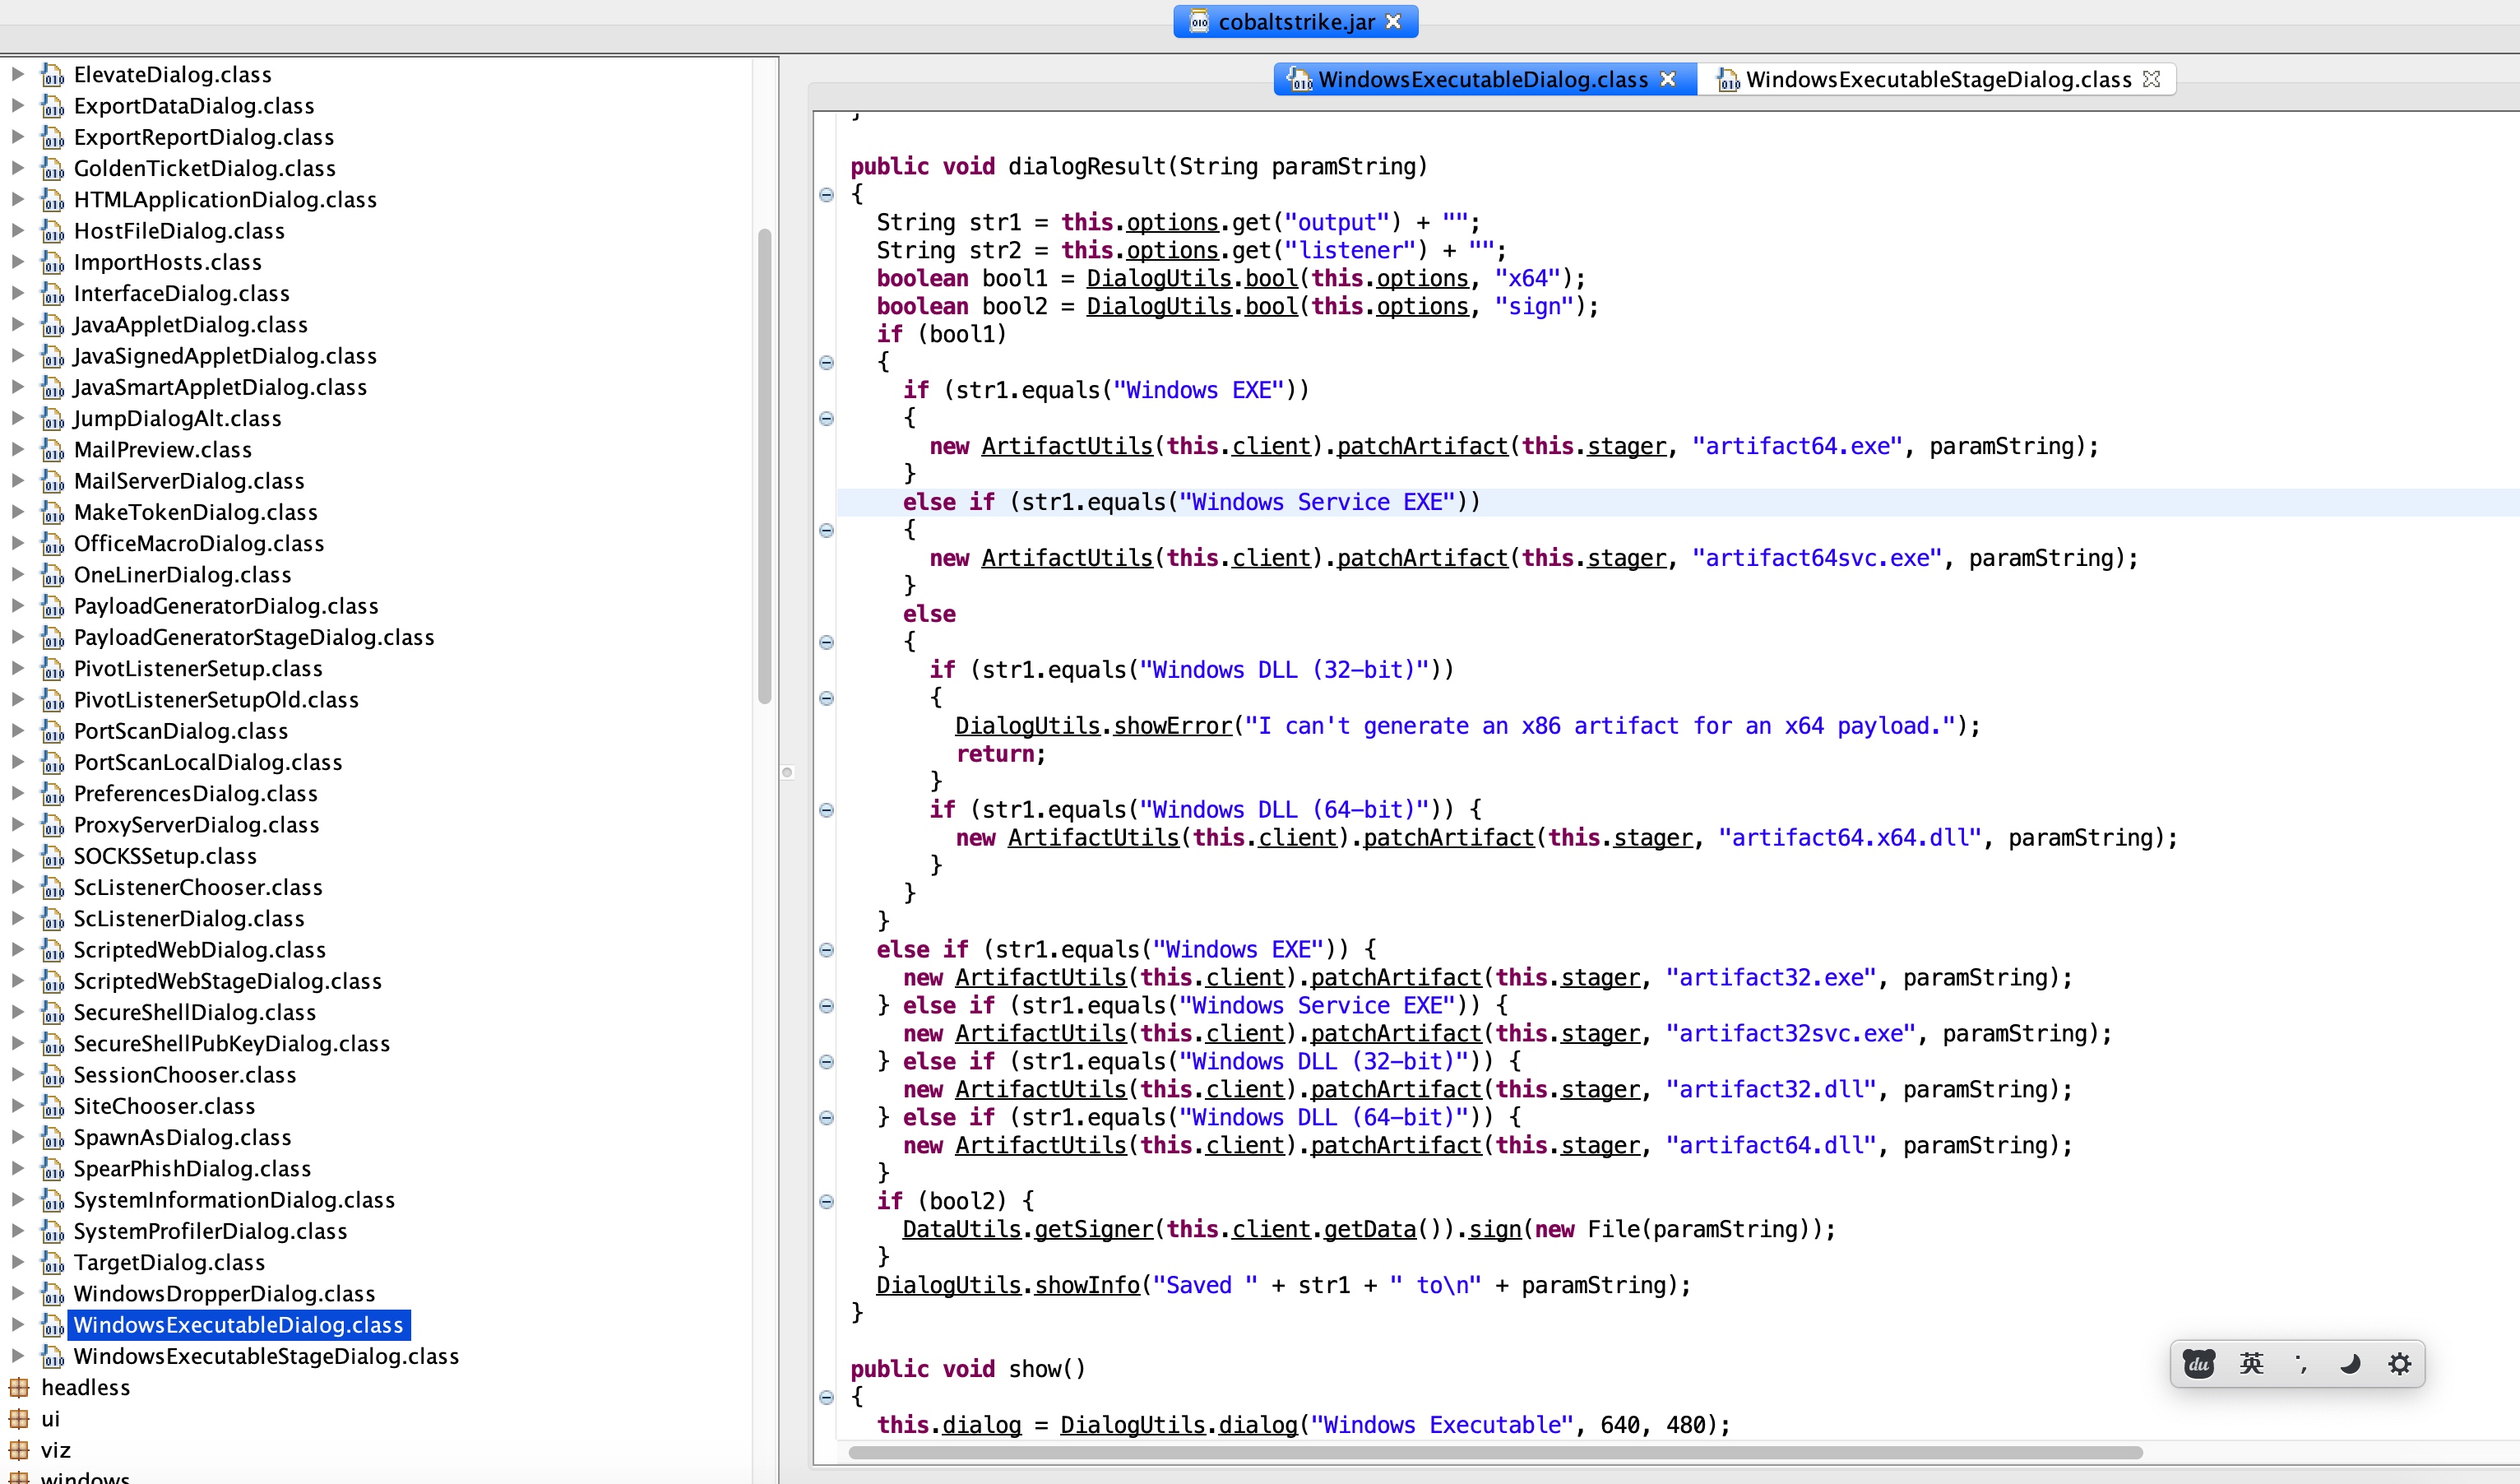 cobaltstrike.jar
ElevateDialog.class
ExportDataDialog.class
ExportReportDialog.class
GoldenTicketDialog.class
HTMLApplicationDialog.class
HostFileDialog.class
ImportHosts.class
InterfaceDialog.class
JavaAppletDialog.class
JavaSignedAppletDialog.class
JavaSmartAppletDialog.class
JumpDialogAlt.class
MailPreview.class
MailServerDialog.class
MakeTokenDialog.class
OfficeMacroDialog.class
OneLinerDialog.class
PayloadGeneratorDialog.class
PayloadGeneratorStageDialog.class
PivotListenerSetup.class
PivotListenerSetupOld.class
PortScanDialog.class
PortScanLocalDialog.class
PreferencesDialog.class
ProxyServerDialog.class
SOCKSSetup.class
ScListenerChooser.class
ScListenerDialog.class
ScriptedWebDialog.class
ScriptedWebStageDialog.class
SecureShellDialog.class
SecureShellPubKeyDialog.class
SessionChooser.class
SiteChooser.class
SpawnAsDialog.class
SpearPhishDialog.class
SystemInformationDialog.class
SystemProfilerDialog.class
TargetDialog.class
WindowsDropperDialog.class
WindowsExecutableDialog.class
WindowsExecutableStageDialog.class
headless
ui
viz
windows
WindowsExecutableDialog.class
WindowsExecutableStageDialog.class
}
public void dialogResult(String paramString)
{
String str1 = this.options.get("output") + "";
String str2 = this.options.get("listener") + "";
boolean bool1 = DialogUtils.bool(this.options, "x64");
boolean bool2 = DialogUtils.bool(this.options, "sign");
if (bool1)
{
if (str1.equals("Windows EXE"))
{
new ArtifactUtils(this.client).patchArtifact(this.stager, "artifact64.exe", paramString);
}
else if (str1.equals("Windows Service EXE"))
{
new ArtifactUtils(this.client).patchArtifact(this.stager, "artifact64svc.exe", paramString);
}
else
{
if (str1.equals("Windows DLL (32-bit)"))
{
DialogUtils.showError("I can't generate an x86 artifact for an x64 payload.");
return;
}
if (str1.equals("Windows DLL (64-bit)")) {
new ArtifactUtils(this.client).patchArtifact(this.stager, "artifact64.x64.dll", paramString);
}
}
}
else if (str1.equals("Windows EXE")) {
new ArtifactUtils(this.client).patchArtifact(this.stager, "artifact32.exe", paramString);
} else if (str1.equals("Windows Service EXE")) {
new ArtifactUtils(this.client).patchArtifact(this.stager, "artifact32svc.exe", paramString);
} else if (str1.equals("Windows DLL (32-bit)")) {
new ArtifactUtils(this.client).patchArtifact(this.stager, "artifact32.dll", paramString);
} else if (str1.equals("Windows DLL (64-bit)")) {
new ArtifactUtils(this.client).patchArtifact(this.stager, "artifact64.dll", paramString);
}
if (bool2) {
DataUtils.getSigner(this.client.getData()).sign(new File(paramString));
}
DialogUtils.showInfo("Saved " + str1 + " to\n" + paramString);
}
public void show()
{
this.dialog = DialogUtils.dialog("Windows Executable", 640, 480);
du 英